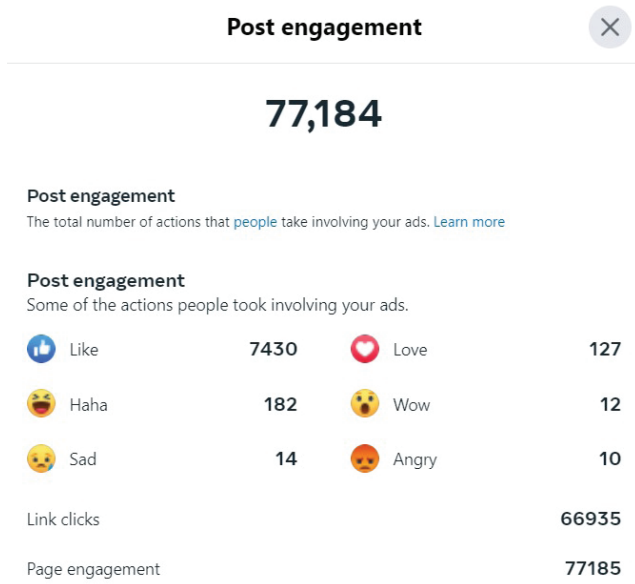 Post engagement
77,184
Post engagement
The total number of actions that people take involving your ads. Learn more
Post engagement
Some of the actions people took involving your ads.
Like 7430 Love 127
Haha 182 Wow 12
Sad 14 Angry 10
Link clicks 66935
Page engagement 77185